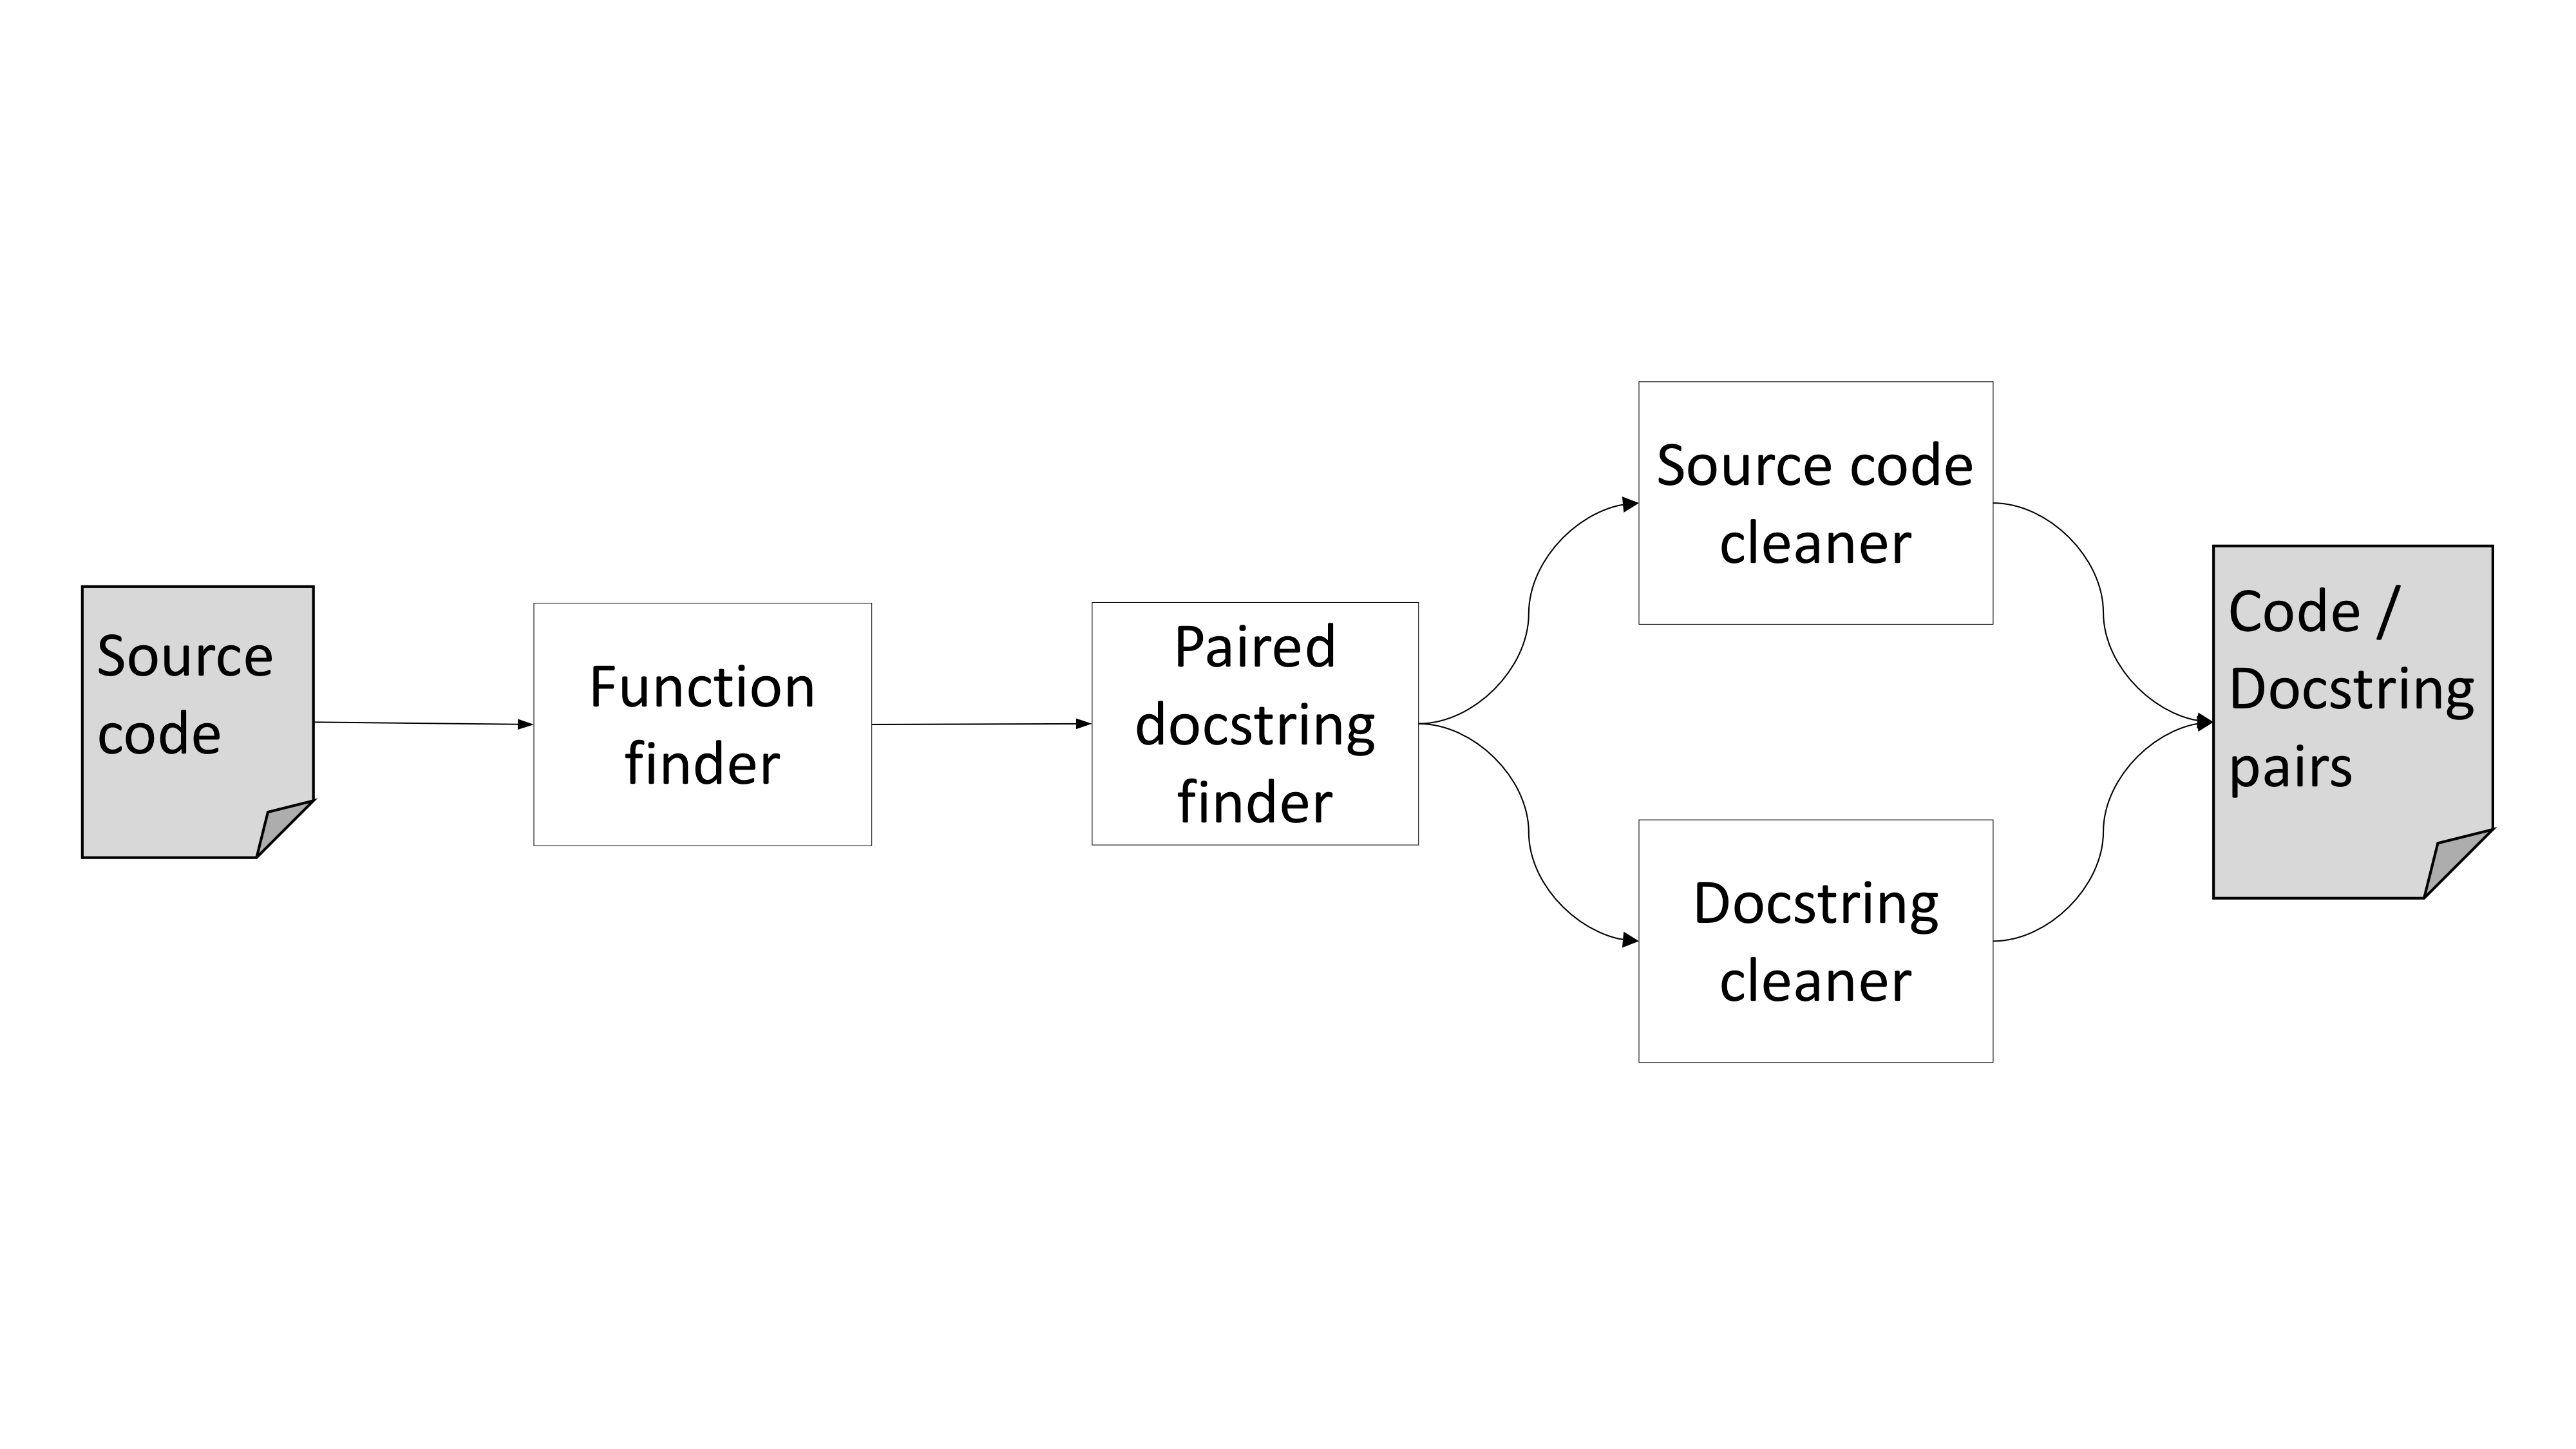 Source
code
Function
finder
Paired
docstring
finder
Source code
cleaner
Docstring
cleaner
Code /
Docstring
pairs